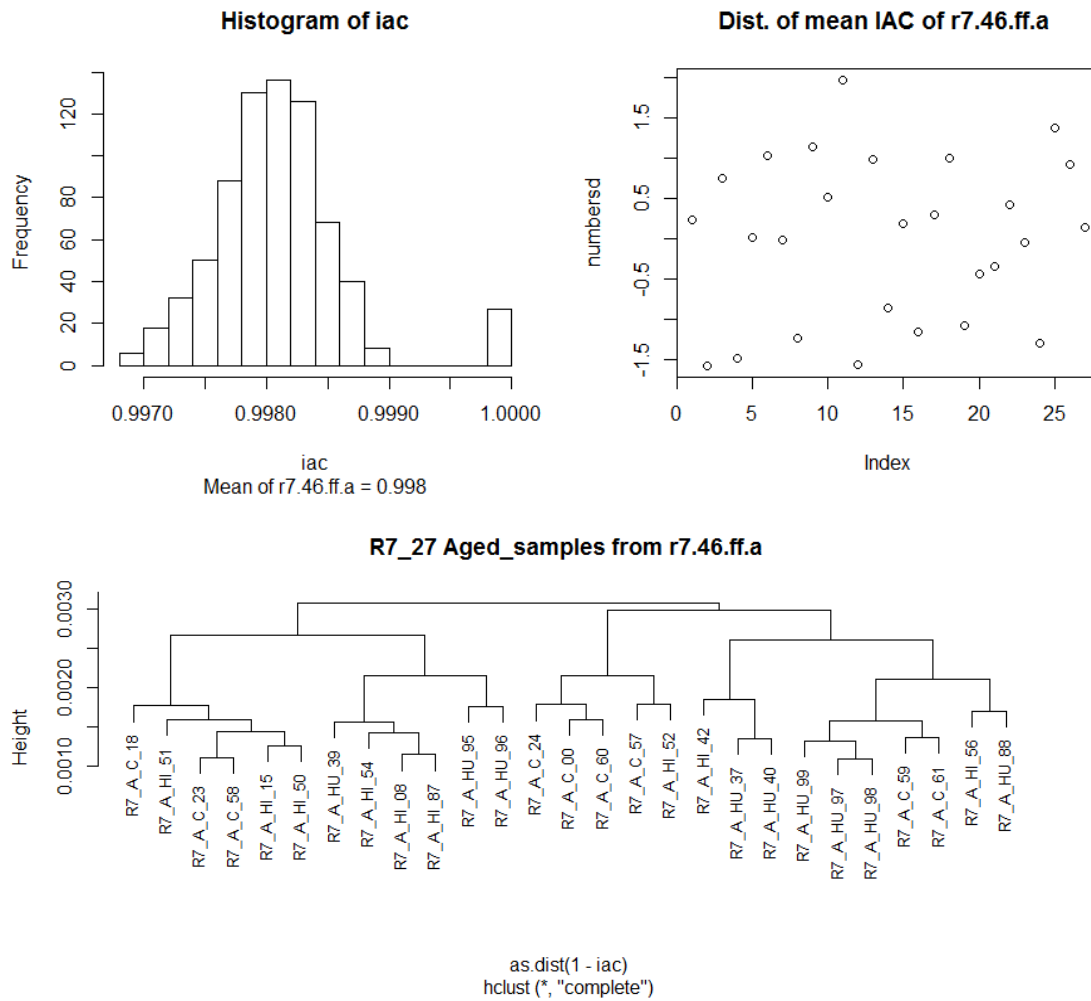 Histogram of iac
Frequency
0 20 40 60 80 120
0.9970 0.9980 0.9990 1.0000
iac
Mean of r7.46.ff.a = 0.998
Dist. of mean IAC of r7.46.ff.a
numbersd
-1.5 -0.5 0.5 1.5
0 5 10 15 20 25
Index
R7_27 Aged_samples from r7.46.ff.a
Height
0.0010 0.0020 0.0030
R7_A_C_18
R7_A_HI_51
R7_A_C_23
R7_A_C_58
R7_A_HI_15
R7_A_HI_50
R7_A_HU_39
R7_A_HI_54
R7_A_HI_08
R7_A_HI_87
R7_A_HU_95
R7_A_HU_96
R7_A_C_24
R7_A_C_00
R7_A_C_60
R7_A_C_57
R7_A_HI_52
R7_A_HI_42
R7_A_HU_37
R7_A_HU_40
R7_A_HU_99
R7_A_HU_97
R7_A_HU_98
R7_A_C_59
R7_A_C_61
R7_A_HI_56
R7_A_HU_88
as.dist(1 - iac)
hclust (*, "complete")